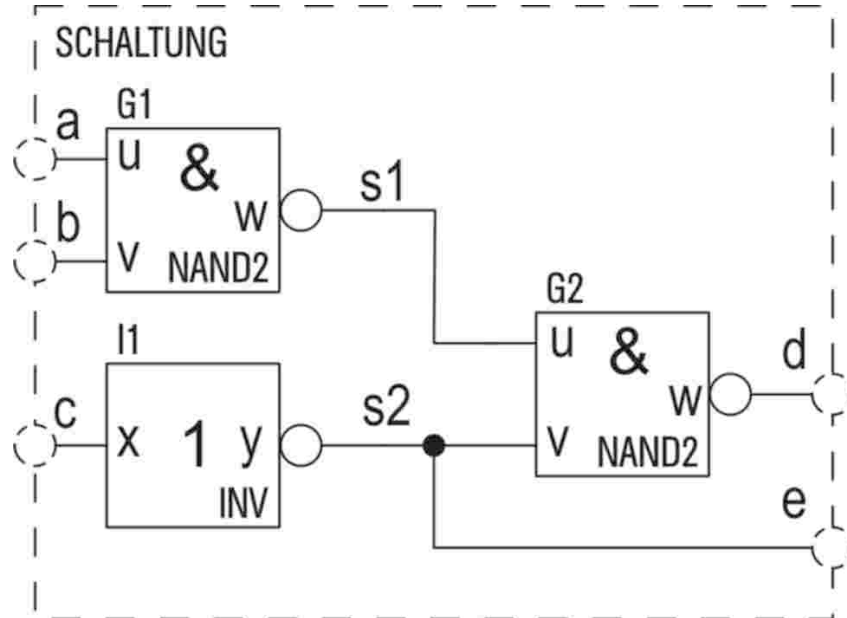 SCHALTUNG
G1
a
u
&
s1
w
b
v
NAND2
G2
I1
u
&
d
c
s2
w
x
1
y
v
NAND2
INV
e